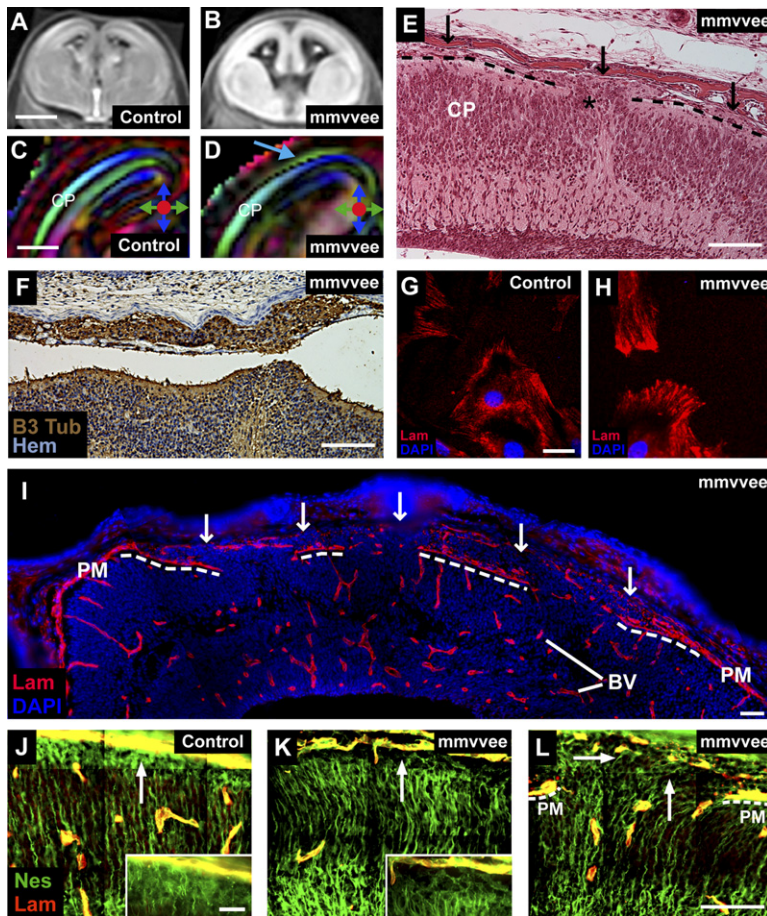 A
Control
B
mmvvee
C
CP
Control
D
mmvvee
E
mmvvee
CP
*
F
mmvvee
B3 Tub
Hem
G
Control
Lam
DAPI
H
mmvvee
Lam
DAPI
I
mmvvee
PM
PM
BV
Lam
DAPI
J
Control
Nes
Lam
K
mmvvee
L
mmvvee
PM
PM